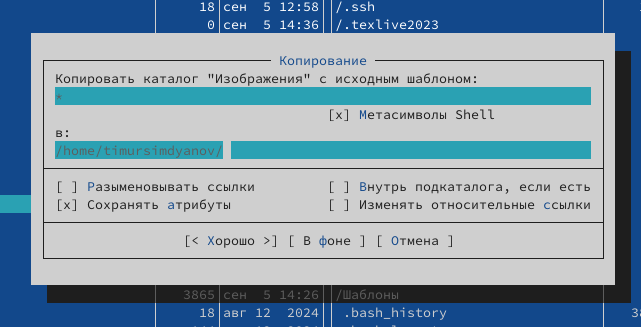 18 сен 5 12:58 /.ssh
0 сен 5 14:36 /.texlive2023
Копирование
Копировать каталог "Изображения" с исходным шаблоном:
*
[x] Метасимволы Shell
в:
/home/timursimdyanov/
[ ] Разыменовывать ссылки [ ] Внутрь подкаталога, если есть
[x] Сохранять атрибуты [ ] Изменять относительные ссылки
[< Хорошо >] [ В фоне ] [ Отмена ]
3865 сен 5 14:26 /Шаблоны
18 авг 12 2024 .bash_history